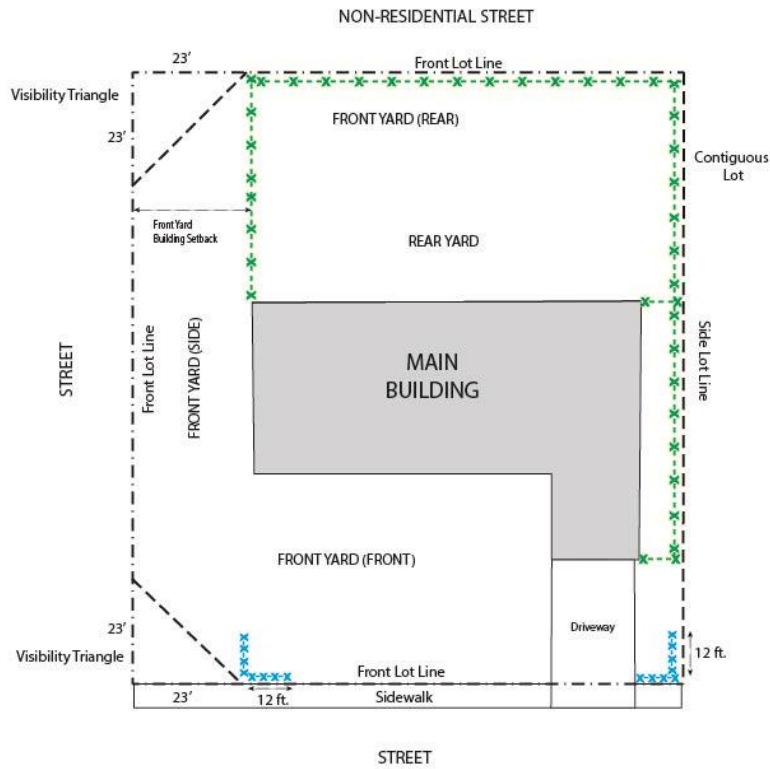 NON-RESIDENTIAL STREET
23’
Front Lot Line
Visibility Triangle
23’
FRONT YARD (REAR)
Contiguous
Lot
Front Yard
Building Setback
REAR YARD
STREET
Front Lot Line
FRONT YARD (SIDE)
MAIN
BUILDING
Side Lot Line
FRONT YARD (FRONT)
23’
Driveway
Visibility Triangle
12 ft.
Front Lot Line
23’
12 ft.
Sidewalk
STREET